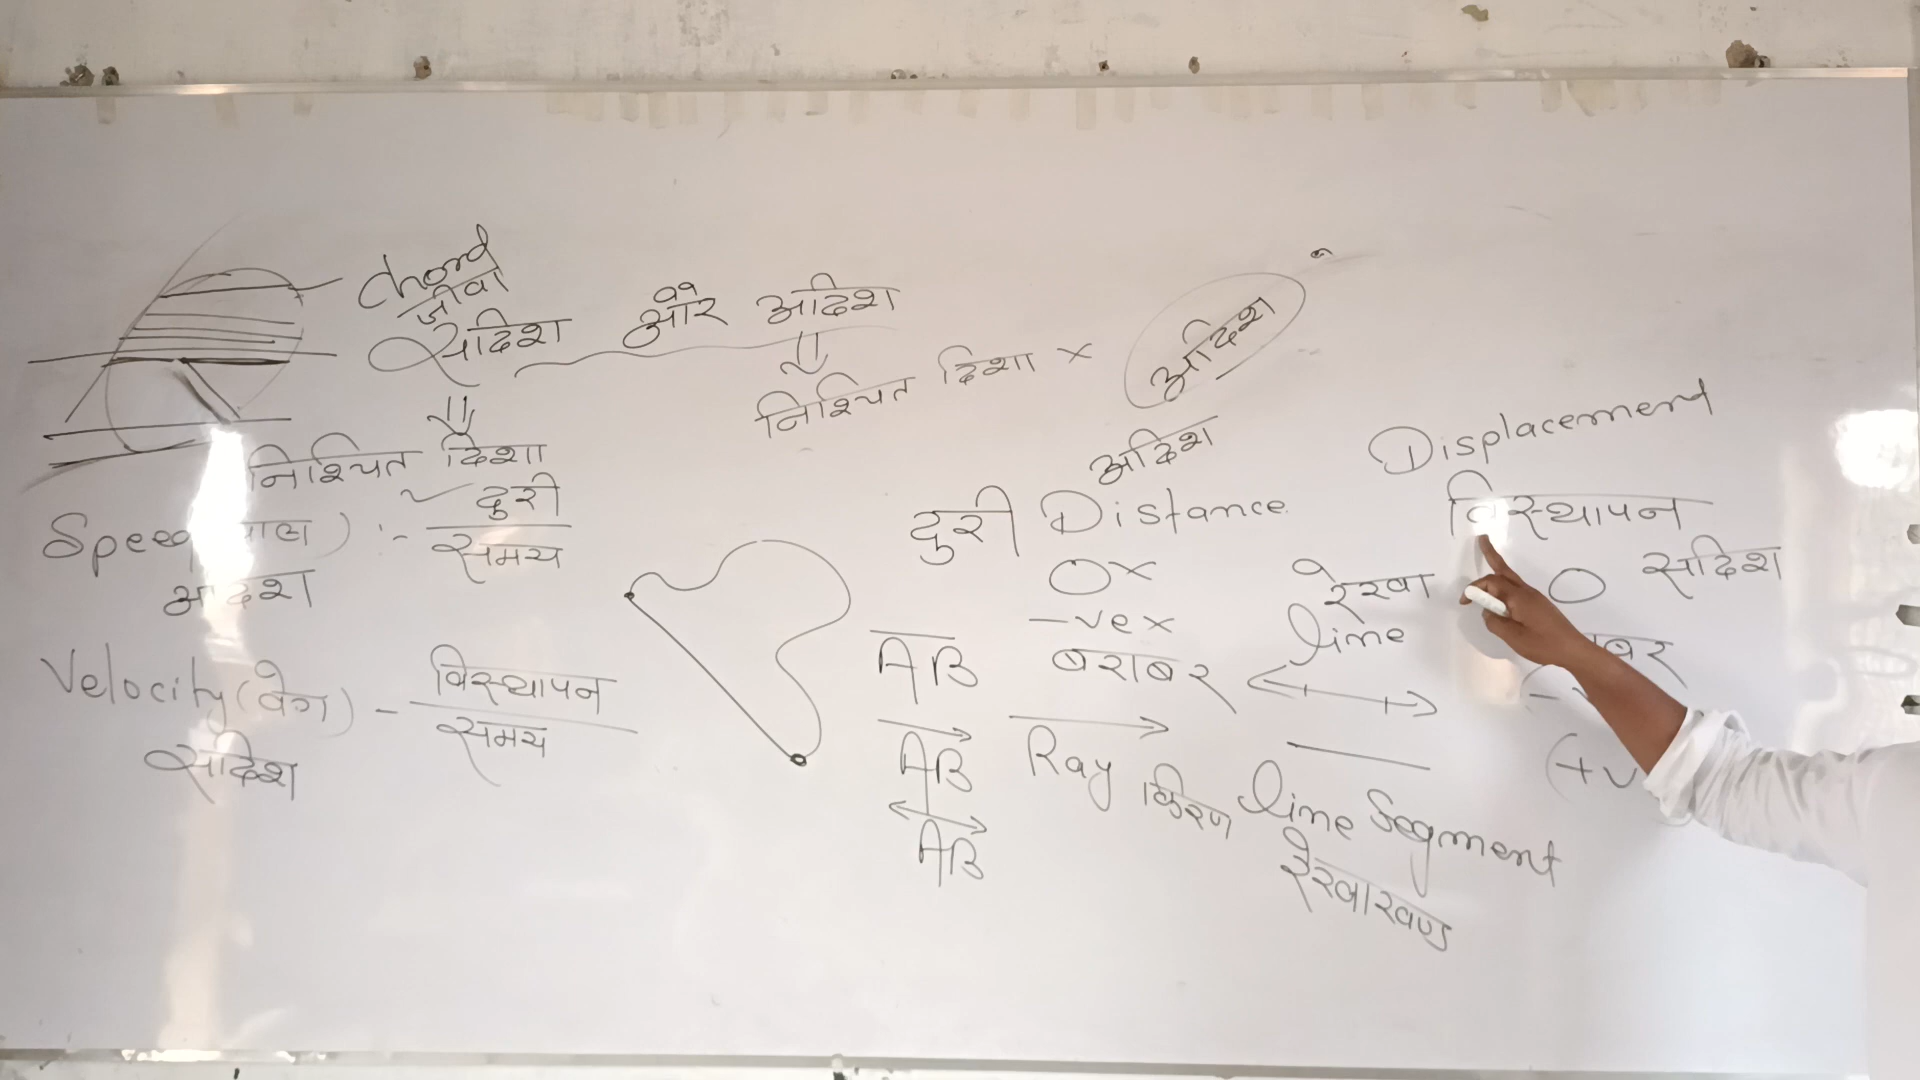 chord
जीवा
सदिश और अदिश
निश्चित दिशा ×
अदिश
निश्चित दिशा
Speed :- दुरी
समय
अदिश
Velocity (वेग) - विस्थापन
समय
सदिश
अदिश
दुरी Distance
0×
-ve×
बराबर
Displacement
विस्थापन
0 सदिश
रेखा
line
AB
AB Ray किरण
AB
line Segment
रेखाखण